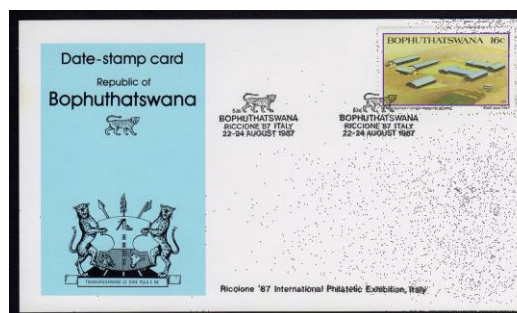 Date-stamp card
Republic of
Bophuthatswana
BOPHUTHATSWANA 16c
BOPHUTHATSWANA
RICCIONE '87 ITALY
22-24 AUGUST 1987
BOPHUTHATSWANA
RICCIONE '87 ITALY
22-24 AUGUST 1987
Riccione '87 International Philatelic Exhibition, Italy